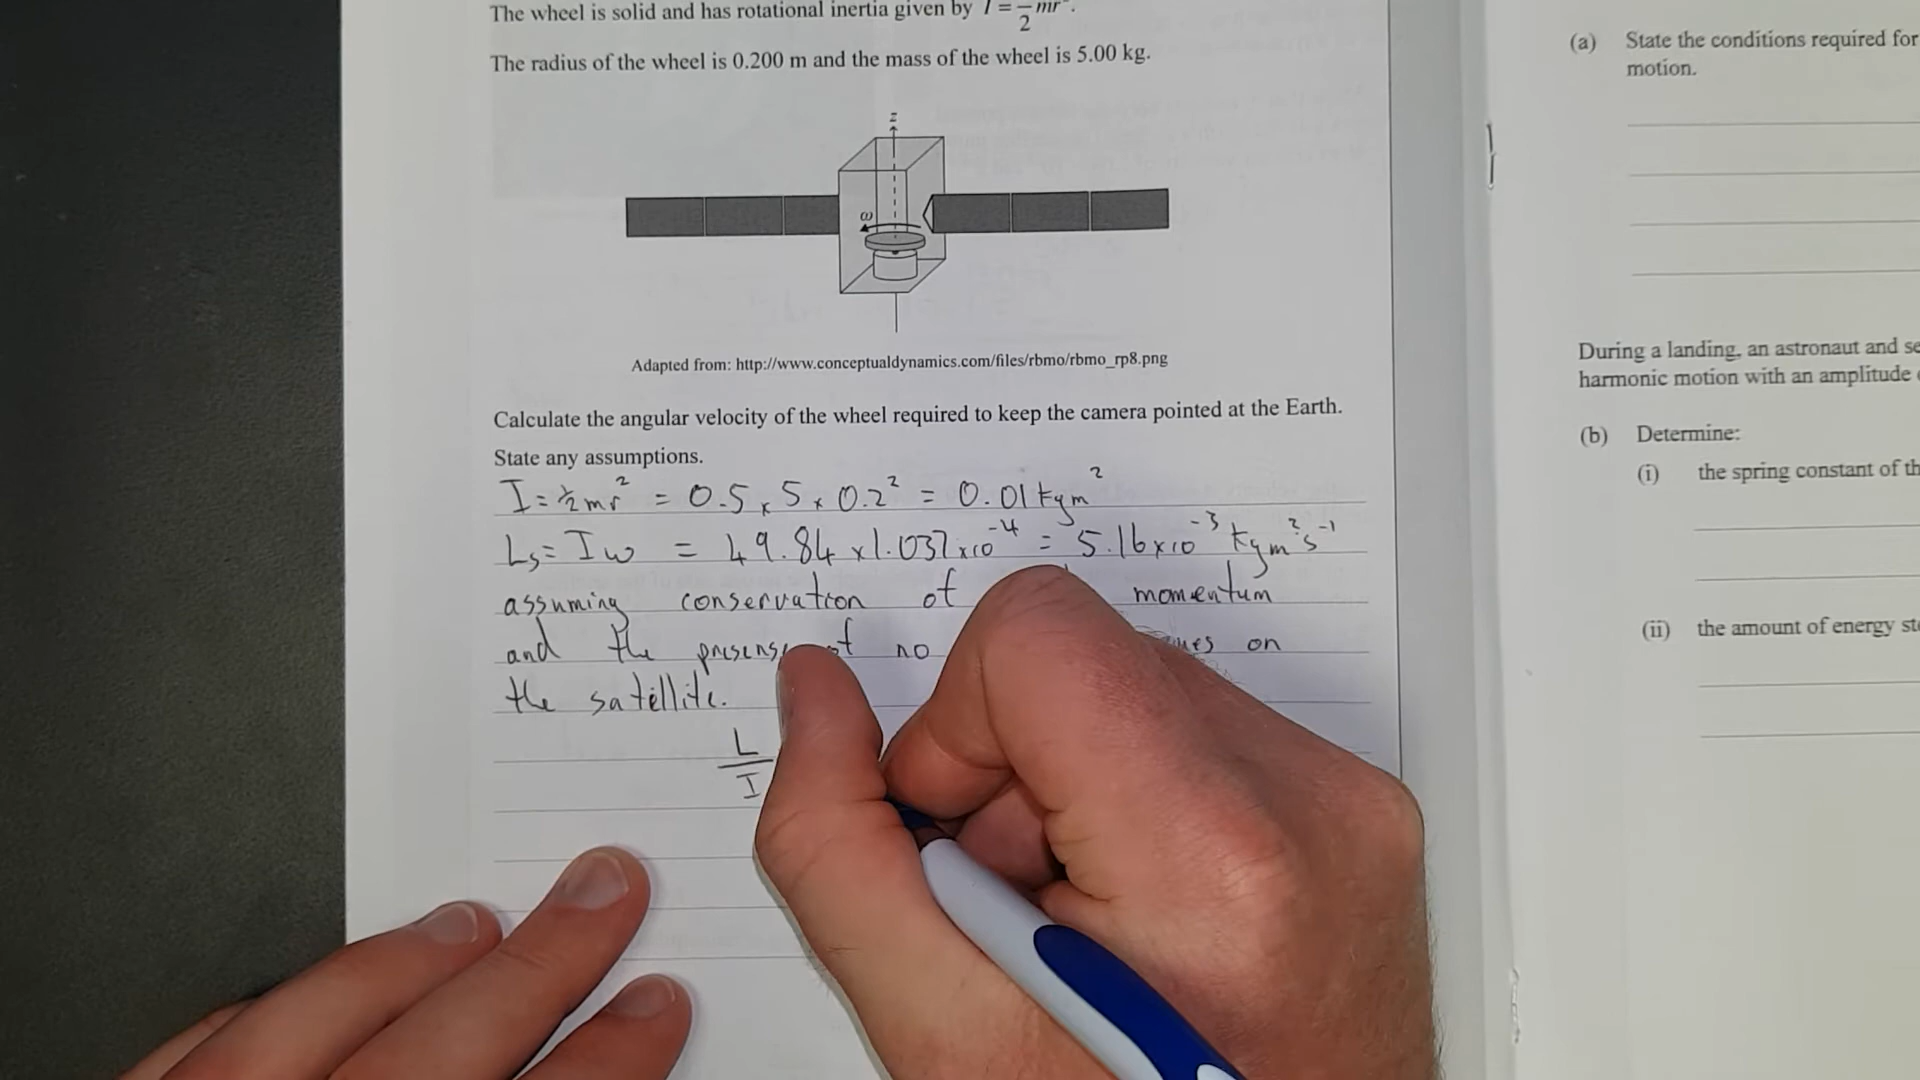 The wheel is solid and has rotational inertia given by I = 1/2 mr².
The radius of the wheel is 0.200 m and the mass of the wheel is 5.00 kg.
z
ω
Adapted from: http://www.conceptualdynamics.com/files/rbmo/rbmo_rp8.png
Calculate the angular velocity of the wheel required to keep the camera pointed at the Earth.
State any assumptions.
I = ½mr² = 0.5 × 5 × 0.2² = 0.01 kgm²
Ls = Iω = 49.84 × 1.037 × 10⁻⁴ = 5.16 × 10⁻³ kgm²s⁻¹
assuming conservation of momentum
and the of no on
the satellite.
L
I
(a) State the conditions required for
motion.
During a landing, an astronaut and se
harmonic motion with an amplitude
(b) Determine:
(i) the spring constant of th
(ii) the amount of energy st